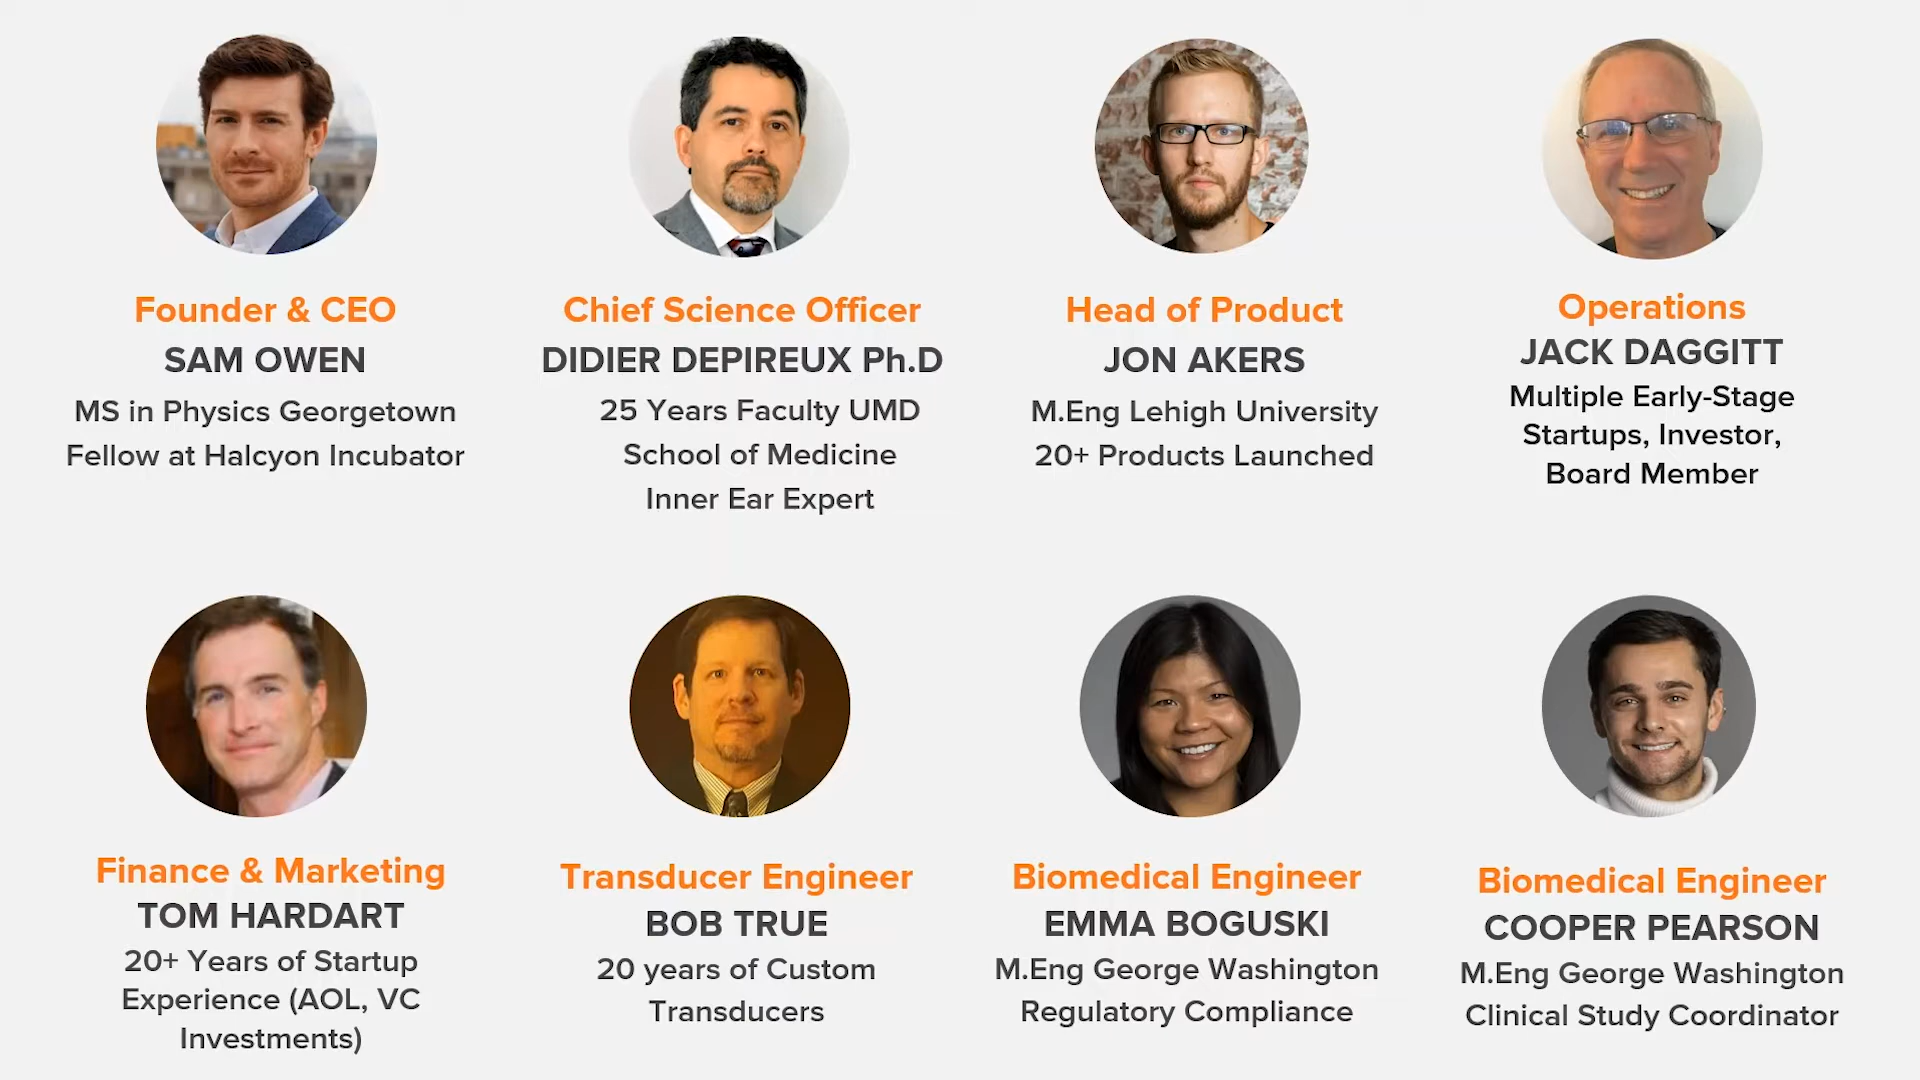 Founder & CEO
SAM OWEN
MS in Physics Georgetown
Fellow at Halcyon Incubator
Chief Science Officer
DIDIER DEPIREUX Ph.D
25 Years Faculty UMD
School of Medicine
Inner Ear Expert
Head of Product
JON AKERS
M.Eng Lehigh University
20+ Products Launched
Operations
JACK DAGGITT
Multiple Early-Stage
Startups, Investor,
Board Member
Finance & Marketing
TOM HARDART
20+ Years of Startup
Experience (AOL, VC
Investments)
Transducer Engineer
BOB TRUE
20 years of Custom
Transducers
Biomedical Engineer
EMMA BOGUSKI
M.Eng George Washington
Regulatory Compliance
Biomedical Engineer
COOPER PEARSON
M.Eng George Washington
Clinical Study Coordinator